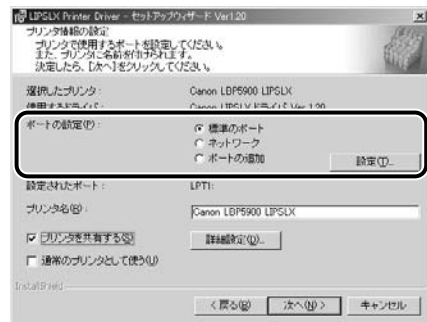 LIPSLX Printer Driver - セットアップウィザード Ver1.20
プリンタ情報の設定
プリンタで使用するポートを設定してください。
また、プリンタに名前を付けられます。
決定したら、[次へ]をクリックしてください。
選択したプリンタ: Canon LBP5900 LIPSLX
使用するドライバ: Canon LIPSLX ドライバ Ver 1.20
ポートの設定(P):
標準のポート
ネットワーク
ポートの追加
設定(T)...
設定されたポート: LPT1:
プリンタ名(R): Canon LBP5900 LIPSLX
プリンタを共有する(S)
詳細設定(Q)...
通常のプリンタとして使う(U)
InstallShield
< 戻る(B)
次へ(N) >
キャンセル